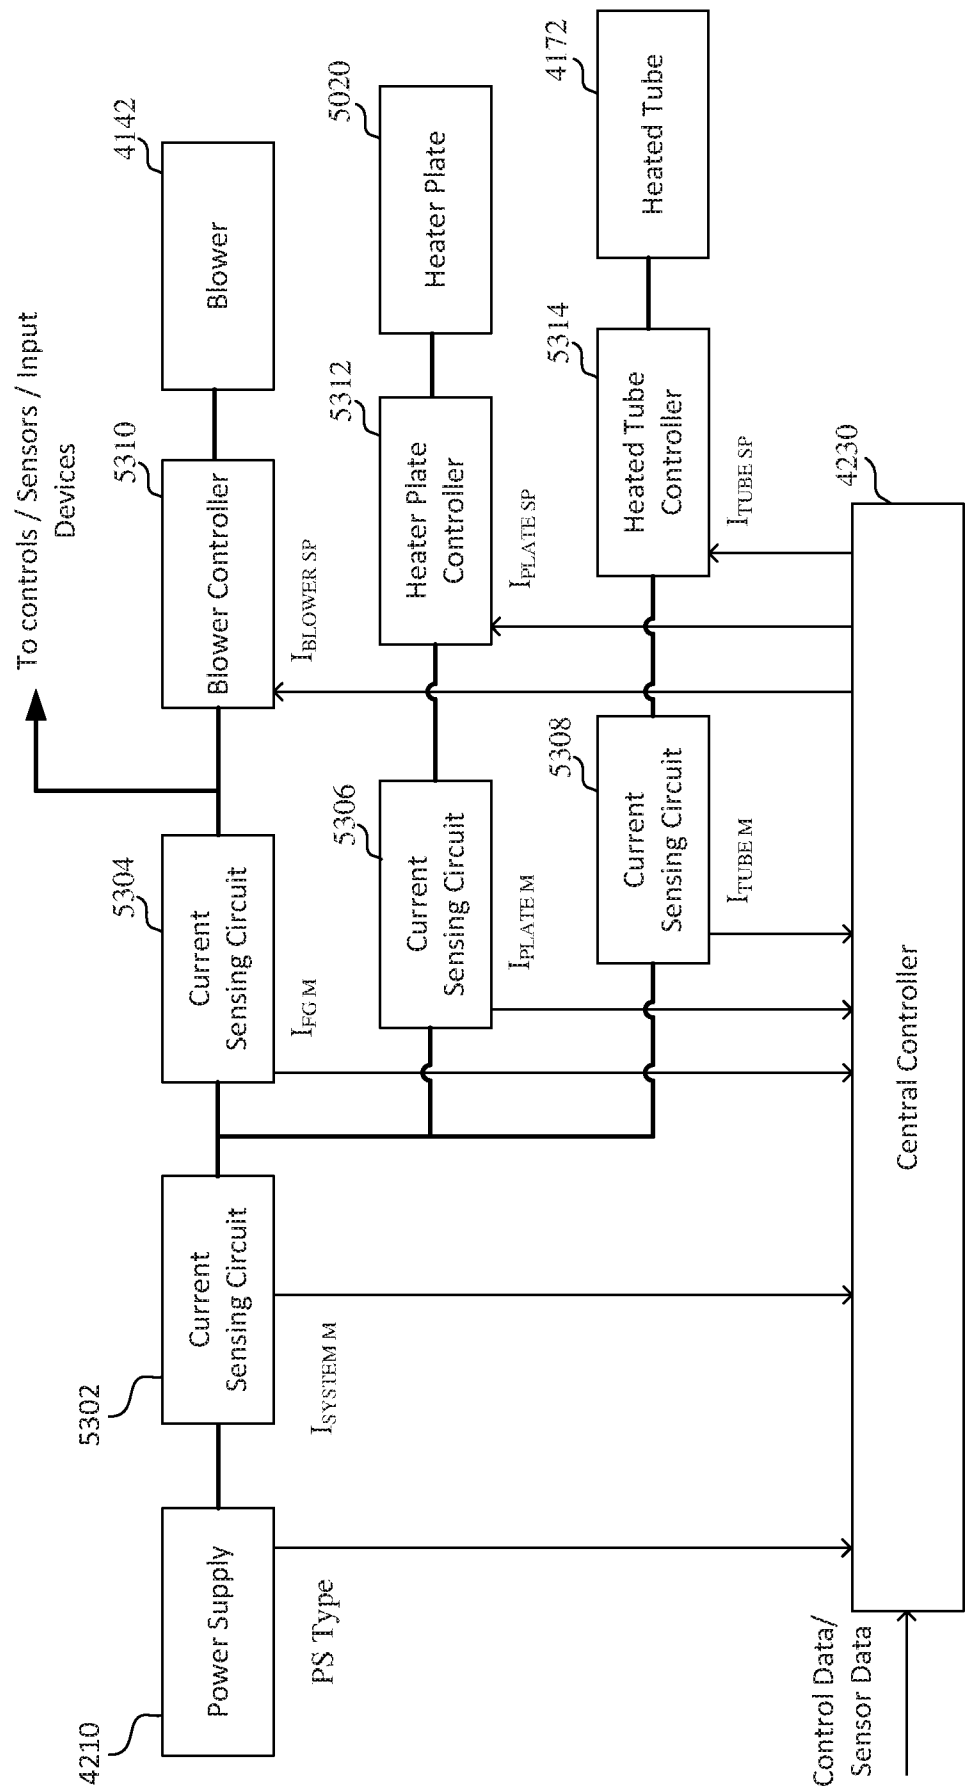 To controls / Sensors / Input
Devices
4210
Power Supply
PS Type
5302
Current
Sensing Circuit
I_SYSTEM M
5304
Current
Sensing Circuit
I_FG M
5310
Blower Controller
I_BLOWER SP
4142
Blower
5306
Current
Sensing Circuit
I_PLATE M
5312
Heater Plate
Controller
I_PLATE SP
5020
Heater Plate
5308
Current
Sensing Circuit
I_TUBE M
5314
Heated Tube
Controller
I_TUBE SP
4172
Heated Tube
Control Data/
Sensor Data
Central Controller
4230